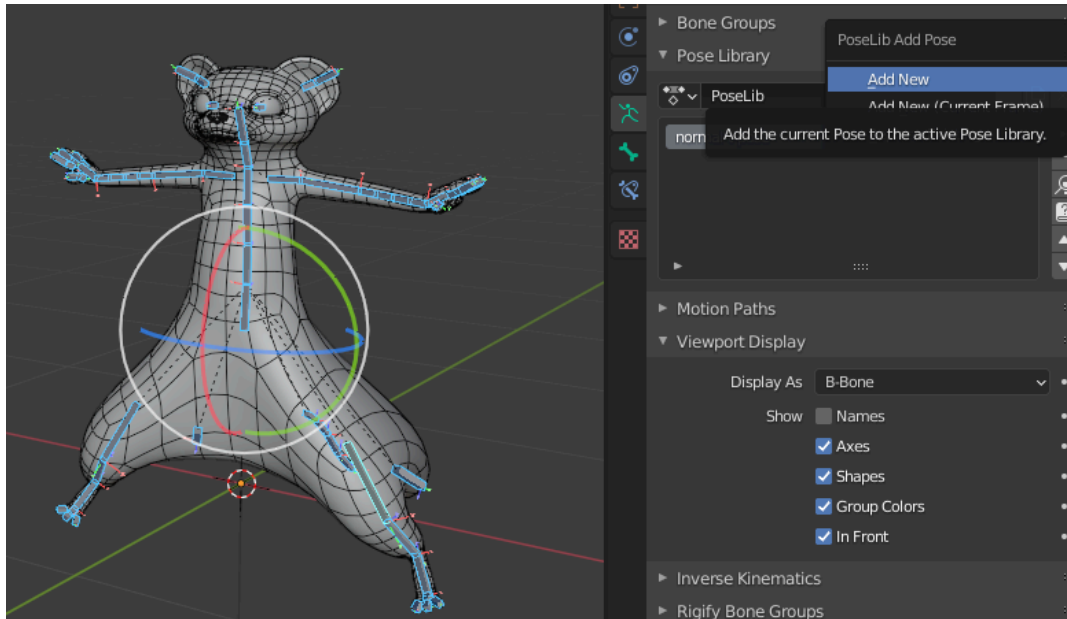 Bone Groups
PoseLib Add Pose
Pose Library
Add New
PoseLib
Add New (Current Frame)
Add the current Pose to the active Pose Library.
Motion Paths
Viewport Display
Display As B-Bone
Show Names
Axes
Shapes
Group Colors
In Front
Inverse Kinematics
Rigify Bone Groups